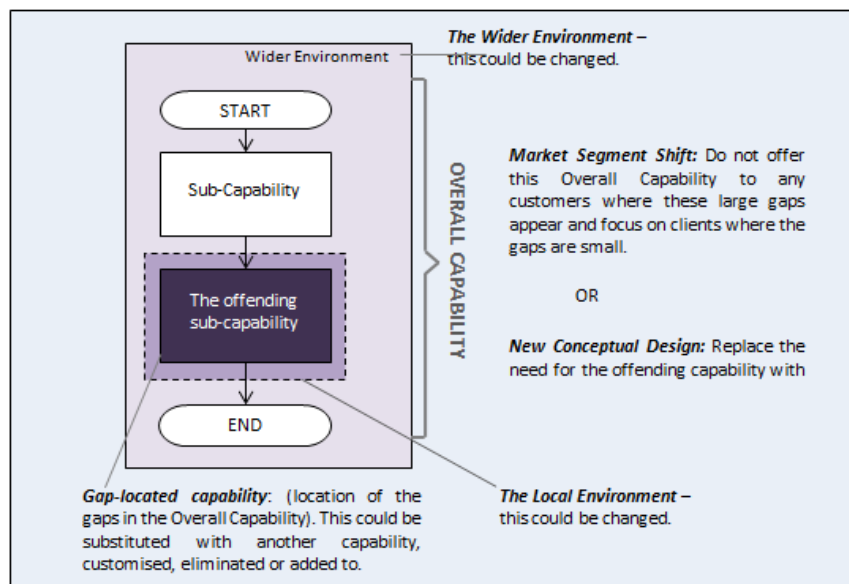 The Wider Environment –
this could be changed.
Wider Environment
START
Sub-Capability
The offending
sub-capability
END
OVERALL CAPABILITY
Market Segment Shift: Do not offer
this Overall Capability to any
customers where these large gaps
appear and focus on clients where the
gaps are small.
OR
New Conceptual Design: Replace the
need for the offending capability with
Gap-located capability: (location of the
gaps in the Overall Capability). This could be
substituted with another capability,
customised, eliminated or added to.
The Local Environment –
this could be changed.